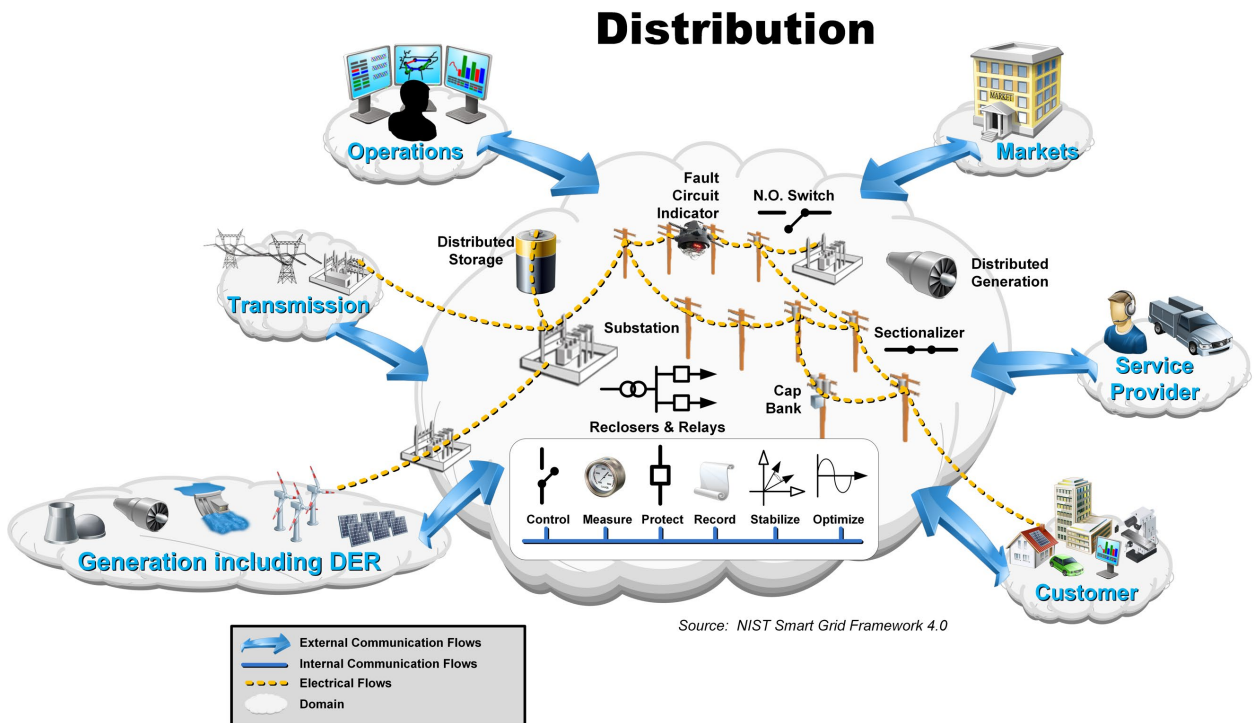 Distribution
Operations
MARKET
Markets
Fault
Circuit
Indicator
N.O. Switch
Distributed
Storage
Distributed
Generation
Transmission
Substation
Sectionalizer
Service
Provider
Cap
Bank
Reclosers & Relays
Control
Measure
Protect
Record
Stabilize
Optimize
Generation including DER
Customer
Source: NIST Smart Grid Framework 4.0
External Communication Flows
Internal Communication Flows
Electrical Flows
Domain